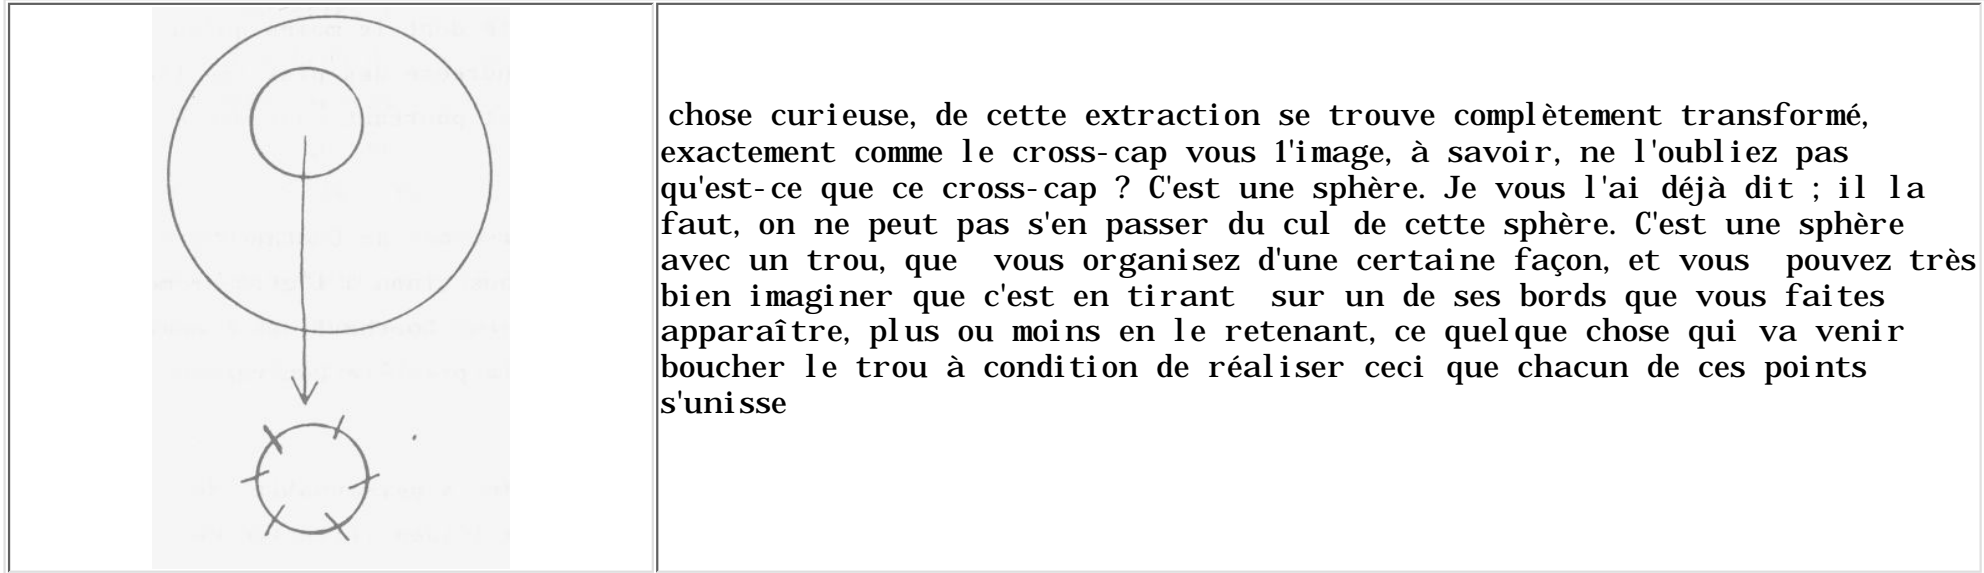 chose curieuse, de cette extraction se trouve complètement transformé,
exactement comme le cross-cap vous 1'image, à savoir, ne l'oubliez pas
qu'est-ce que ce cross-cap ? C'est une sphère. Je vous l'ai déjà dit ; il la
faut, on ne peut pas s'en passer du cul de cette sphère. C'est une sphère
avec un trou, que vous organisez d'une certaine façon, et vous pouvez très
bien imaginer que c'est en tirant sur un de ses bords que vous faites
apparaître, plus ou moins en le retenant, ce quelque chose qui va venir
boucher le trou à condition de réaliser ceci que chacun de ces points
s'unisse